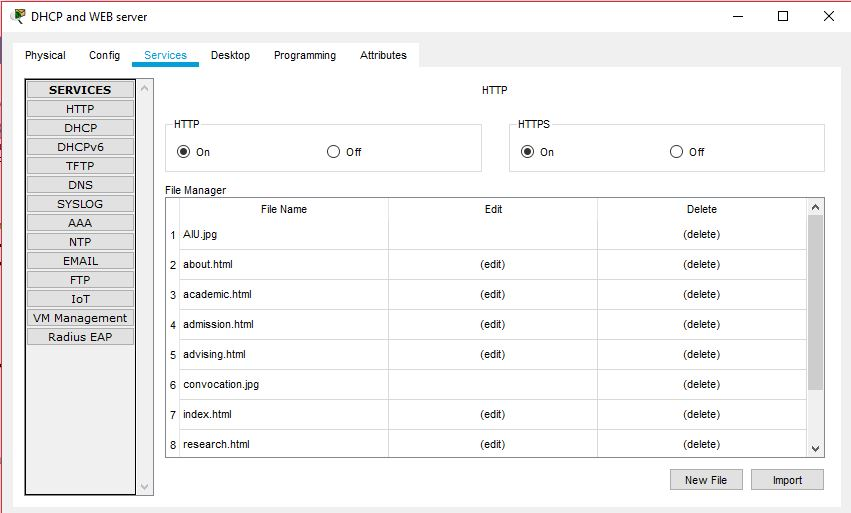 DHCP and WEB server
Physical Config Services Desktop Programming Attributes
SERVICES
HTTP
DHCP
DHCPv6
TFTP
DNS
SYSLOG
AAA
NTP
EMAIL
FTP
IoT
VM Management
Radius EAP
HTTP
HTTP
On Off
HTTPS
On Off
File Manager
File Name Edit Delete
1 AIU.jpg (delete)
2 about.html (edit) (delete)
3 academic.html (edit) (delete)
4 admission.html (edit) (delete)
5 advising.html (edit) (delete)
6 convocation.jpg (delete)
7 index.html (edit) (delete)
8 research.html (edit) (delete)
New File Import